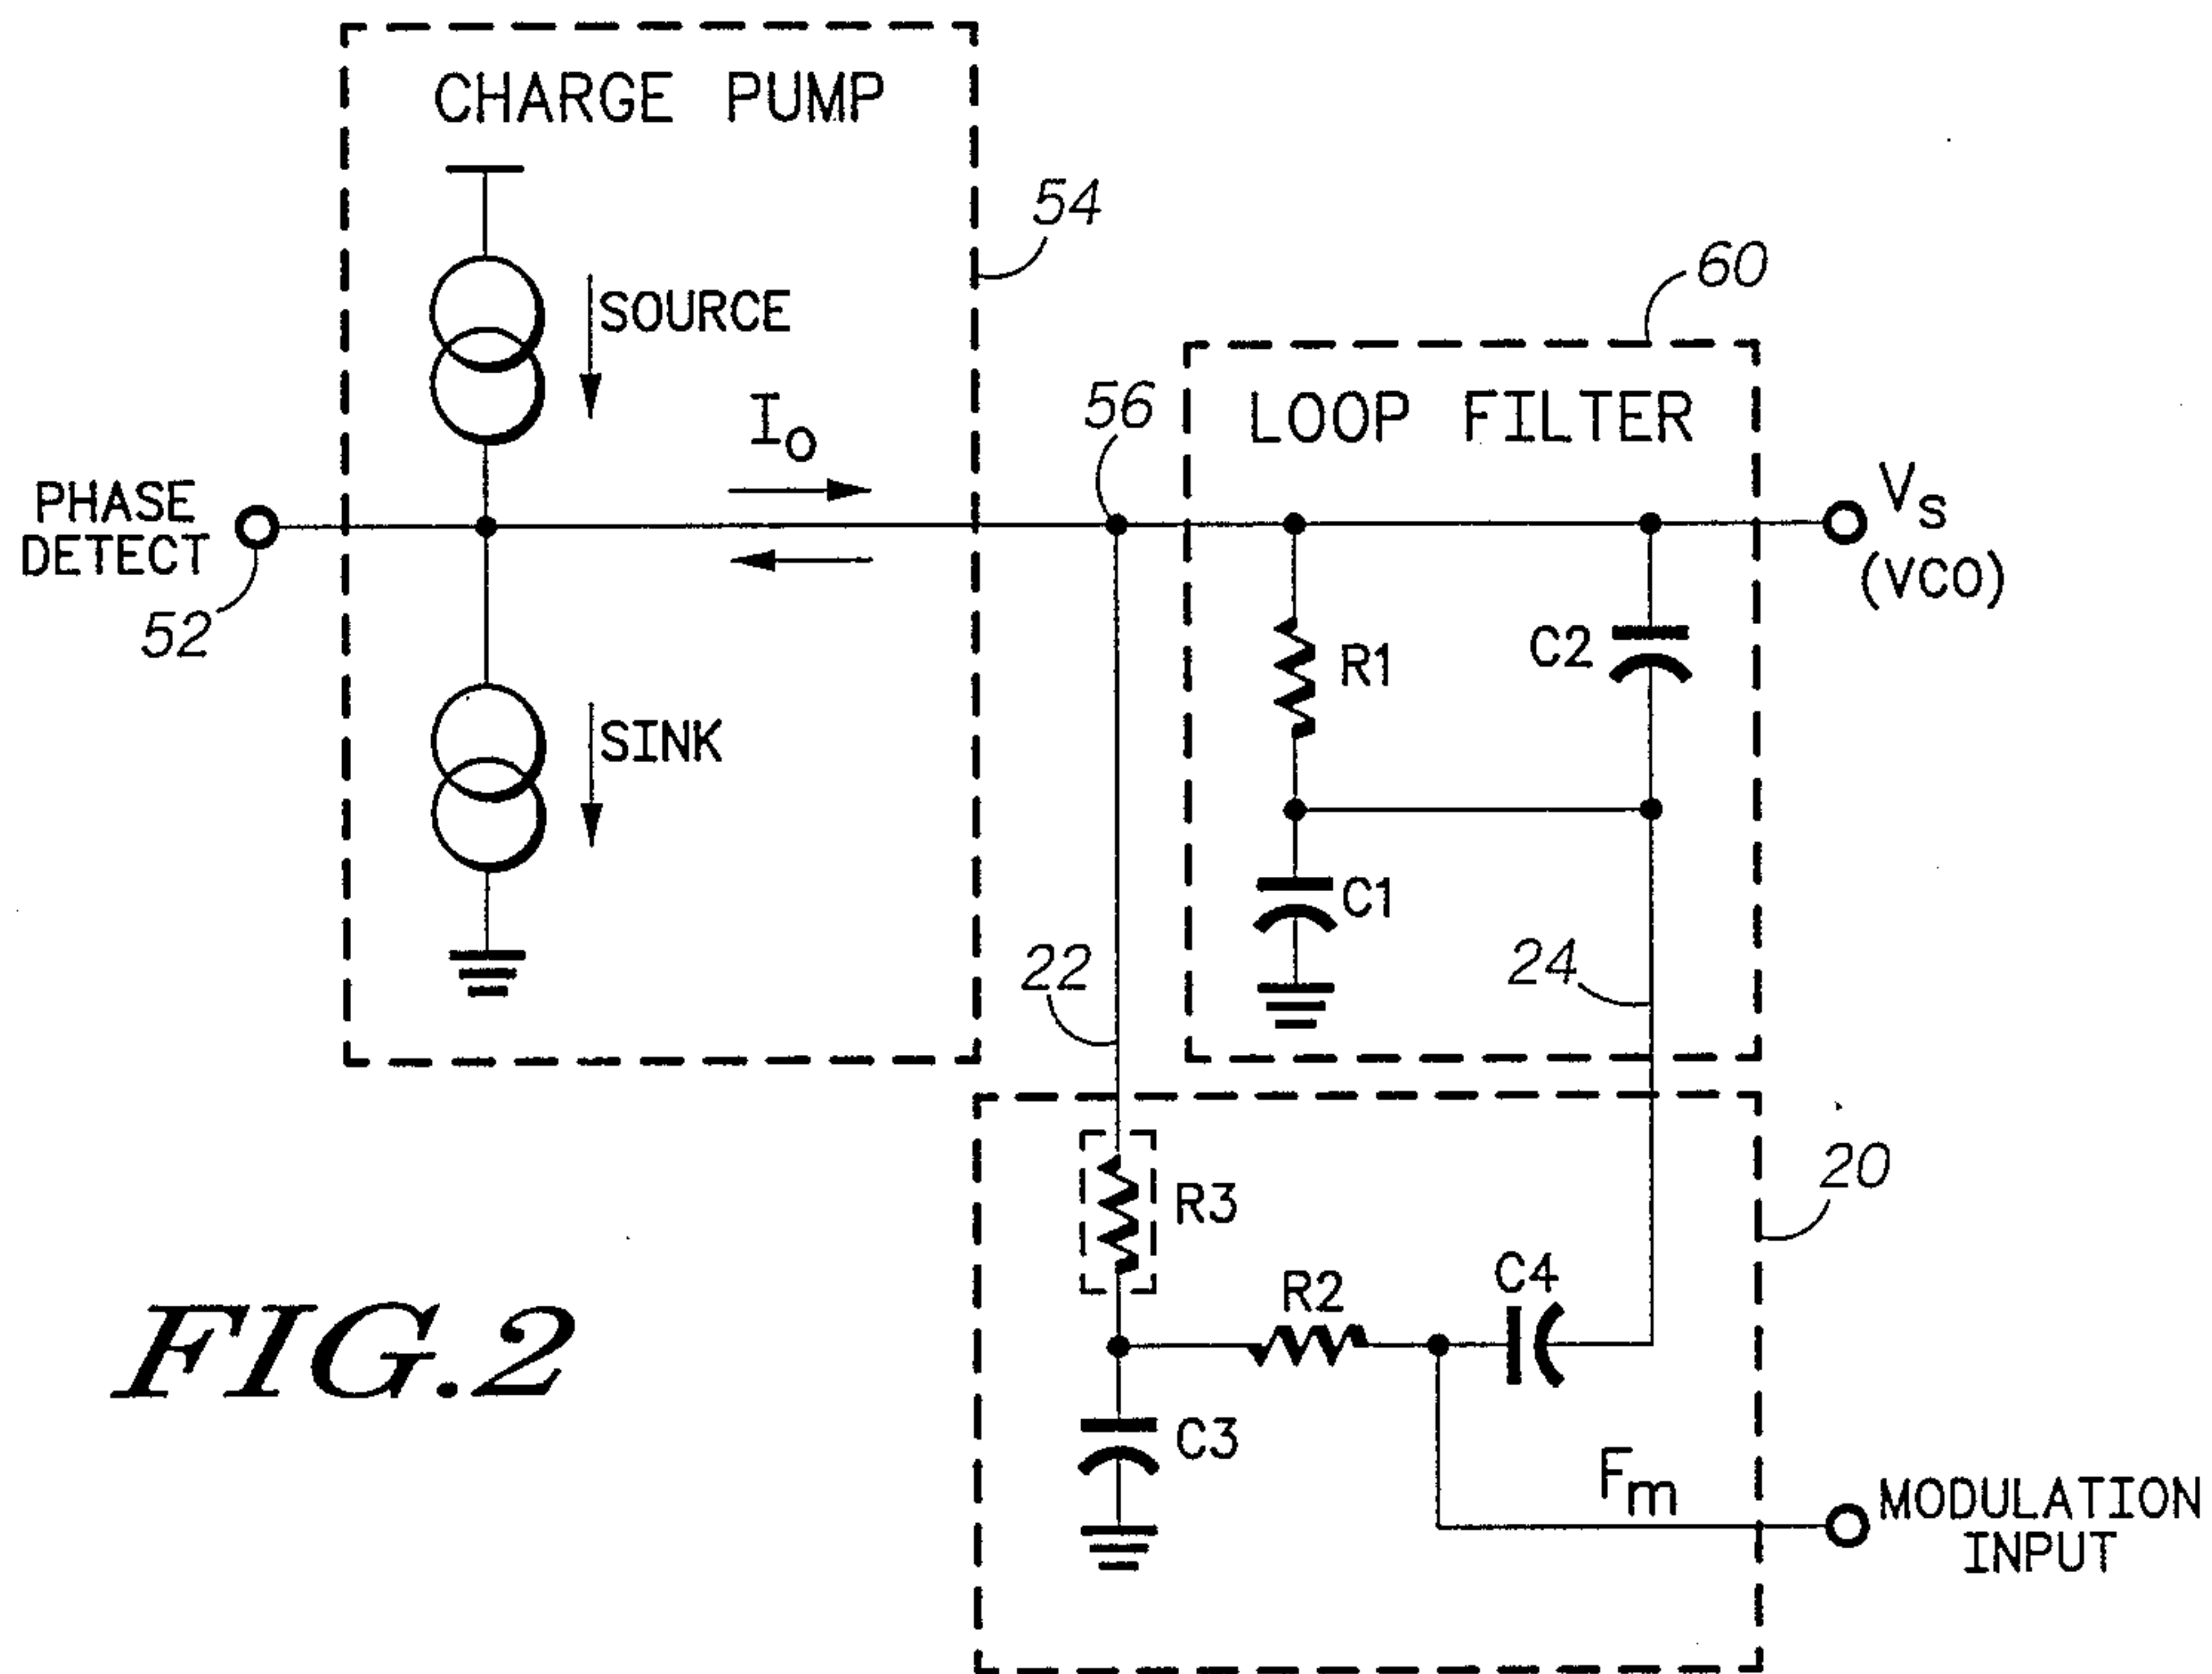 CHARGE PUMP
54
SOURCE
60
I₀
56
LOOP FILTER
PHASE
DETECT
52
Vₛ
(VCO)
R1
C2
SINK
C1
22
24
R3
20
R2
C4
C3
Fₘ
MODULATION
INPUT
FIG.2